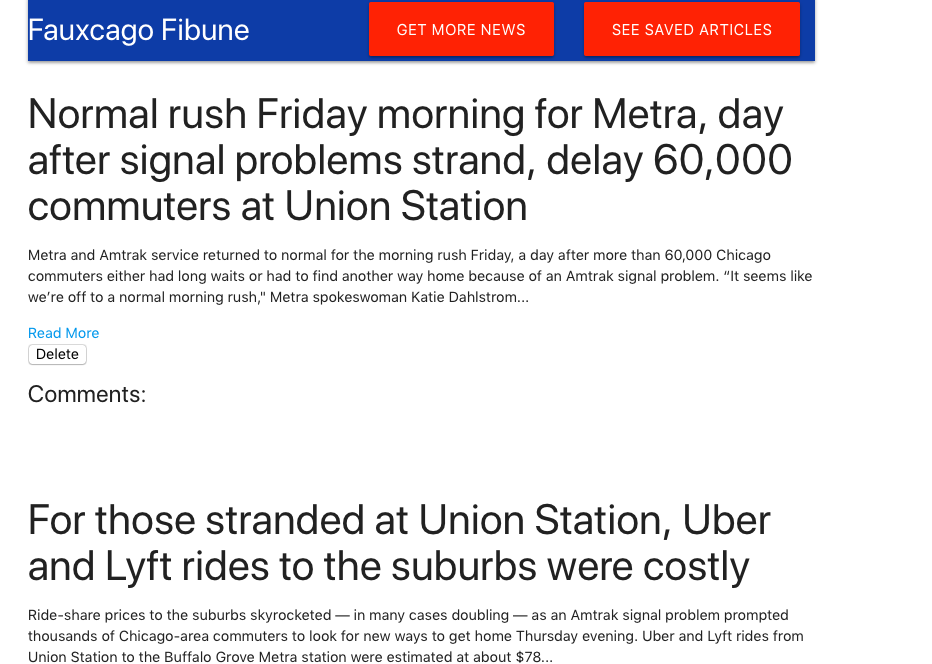 Fauxcago Fibune
GET MORE NEWS
SEE SAVED ARTICLES
Normal rush Friday morning for Metra, day
after signal problems strand, delay 60,000
commuters at Union Station
Metra and Amtrak service returned to normal for the morning rush Friday, a day after more than 60,000 Chicago
commuters either had long waits or had to find another way home because of an Amtrak signal problem. “It seems like
we’re off to a normal morning rush," Metra spokeswoman Katie Dahlstrom...
Read More
Delete
Comments:
For those stranded at Union Station, Uber
and Lyft rides to the suburbs were costly
Ride-share prices to the suburbs skyrocketed — in many cases doubling — as an Amtrak signal problem prompted
thousands of Chicago-area commuters to look for new ways to get home Thursday evening. Uber and Lyft rides from
Union Station to the Buffalo Grove Metra station were estimated at about $78...